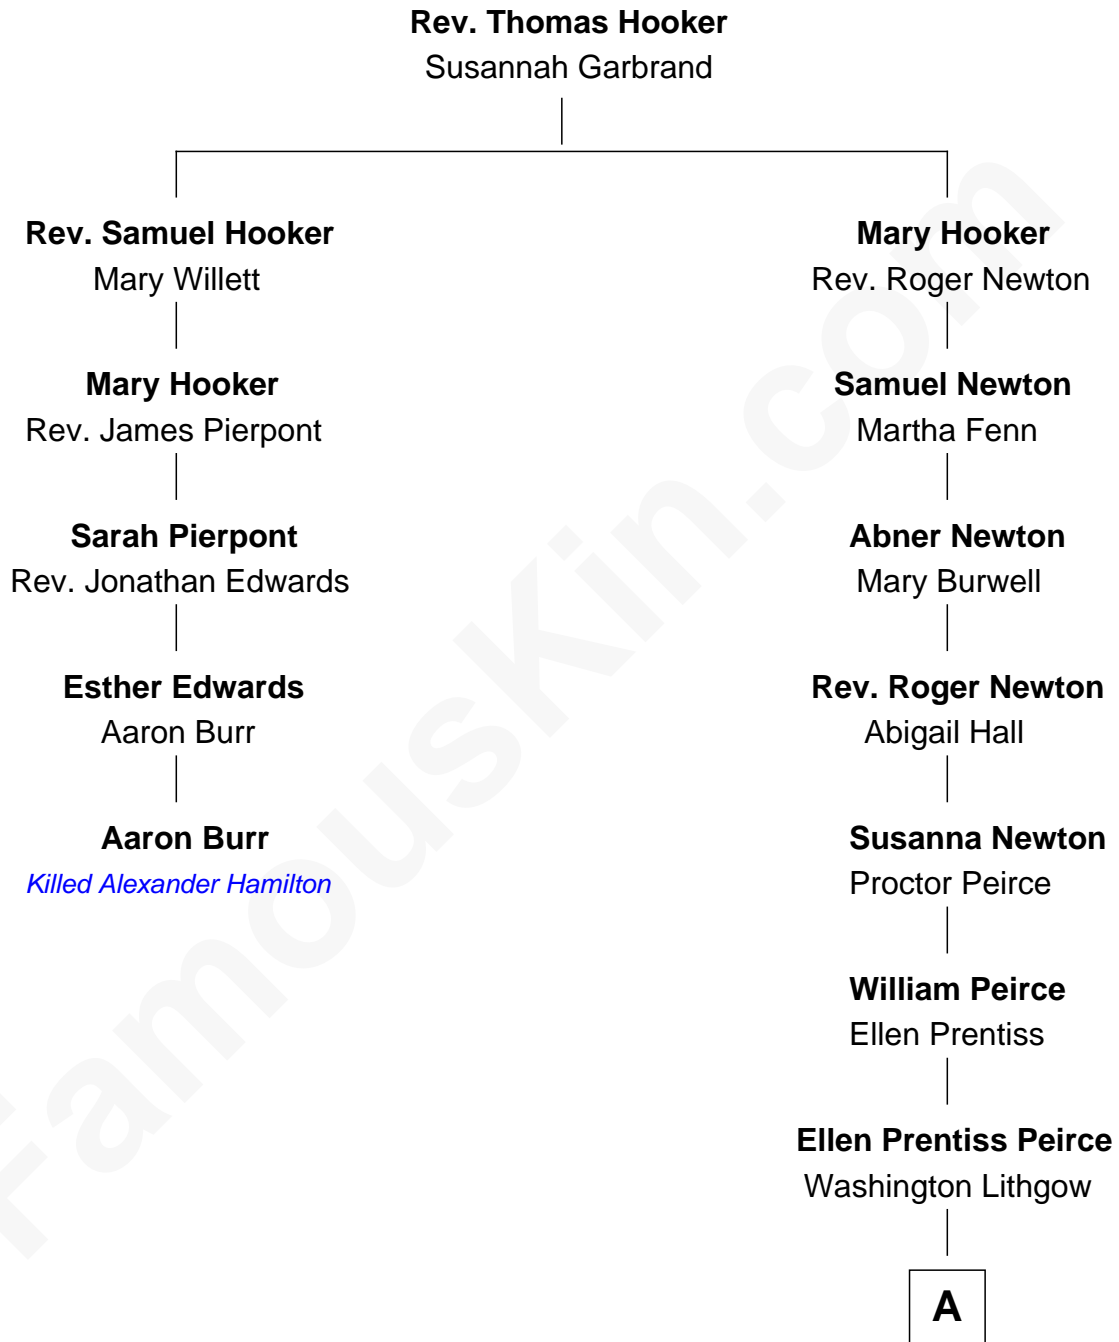 Rev. Thomas Hooker
Susannah Garbrand
Rev. Samuel Hooker
Mary Willett
Mary Hooker
Rev. James Pierpont
Sarah Pierpont
Rev. Jonathan Edwards
Esther Edwards
Aaron Burr
Aaron Burr
Killed Alexander Hamilton
Mary Hooker
Rev. Roger Newton
Samuel Newton
Martha Fenn
Abner Newton
Mary Burwell
Rev. Roger Newton
Abigail Hall
Susanna Newton
Proctor Peirce
William Peirce
Ellen Prentiss
Ellen Prentiss Peirce
Washington Lithgow
A
FamousKin.com